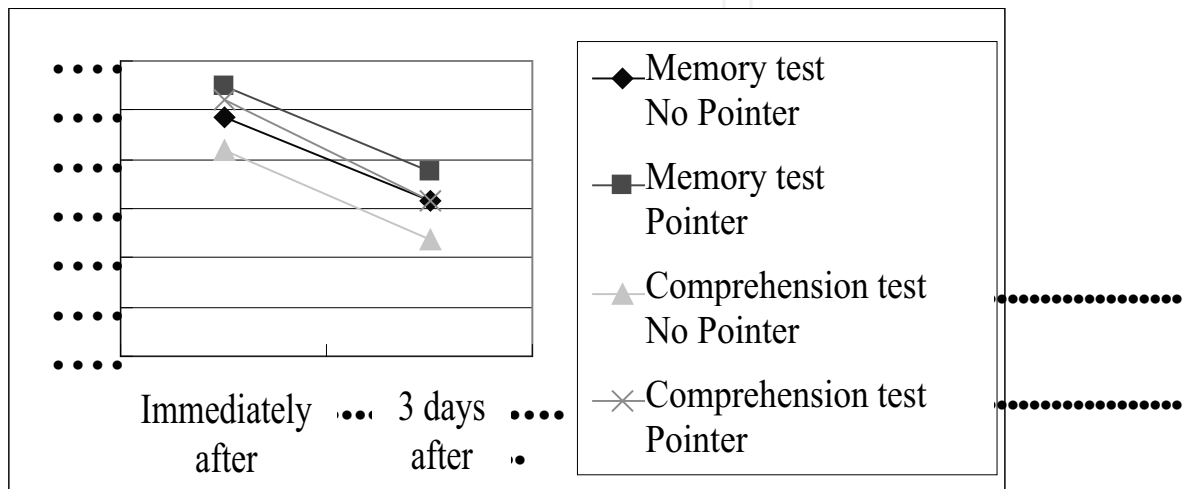 Memory test
No Pointer
Memory test
Pointer
Comprehension test
No Pointer
Comprehension test
Pointer
Immediately
after
3 days
after